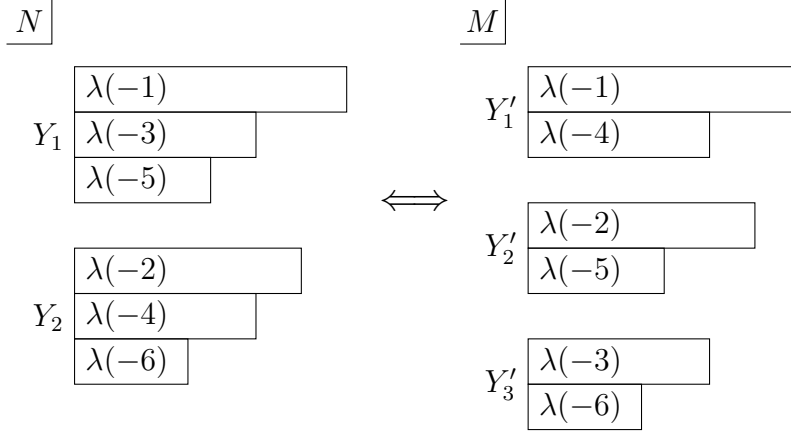 N
Y₁
λ(−1)
λ(−3)
λ(−5)
Y₂
λ(−2)
λ(−4)
λ(−6)
⟺
M
Y′₁
λ(−1)
λ(−4)
Y′₂
λ(−2)
λ(−5)
Y′₃
λ(−3)
λ(−6)